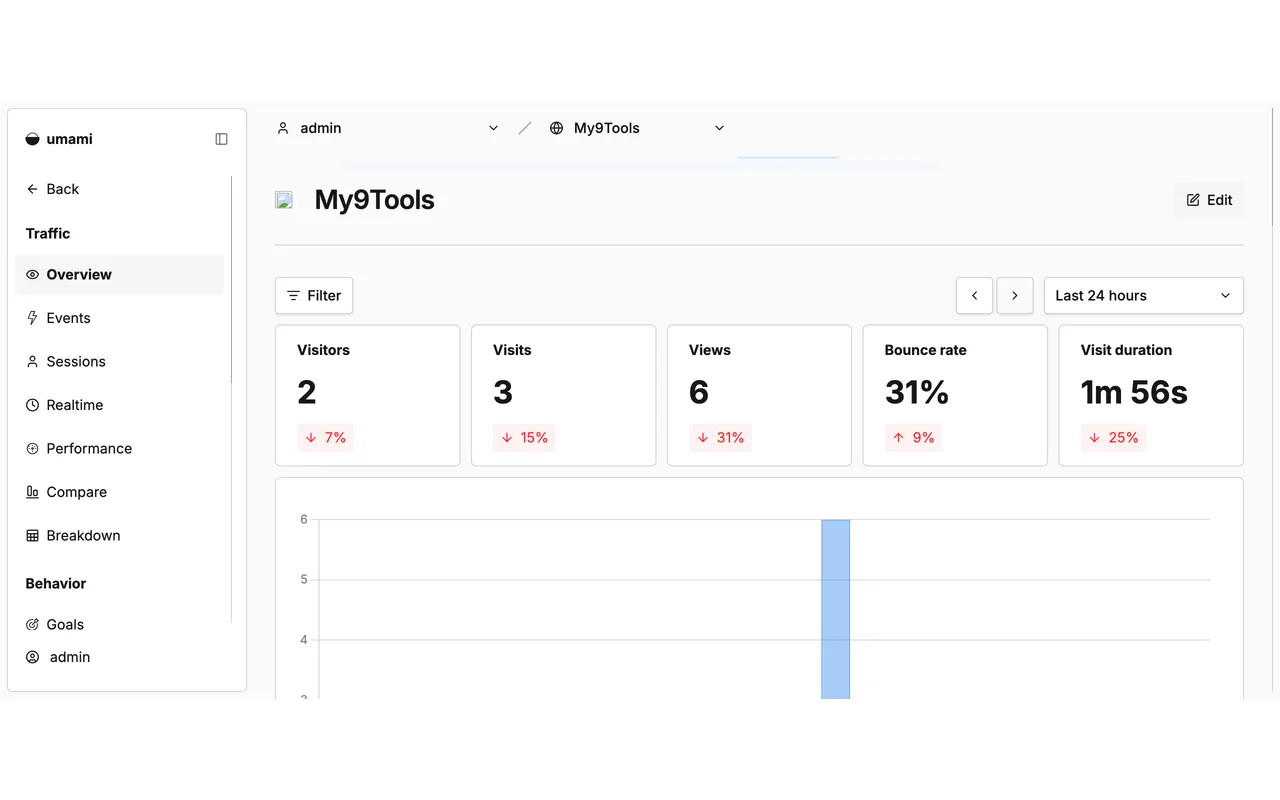 umami
Back
Traffic
Overview
Events
Sessions
Realtime
Performance
Compare
Breakdown
Behavior
Goals
admin
admin
My9Tools
My9Tools
Edit
Filter
Last 24 hours
Visitors
2
7%
Visits
3
15%
Views
6
31%
Bounce rate
31%
9%
Visit duration
1m 56s
25%
6
5
4